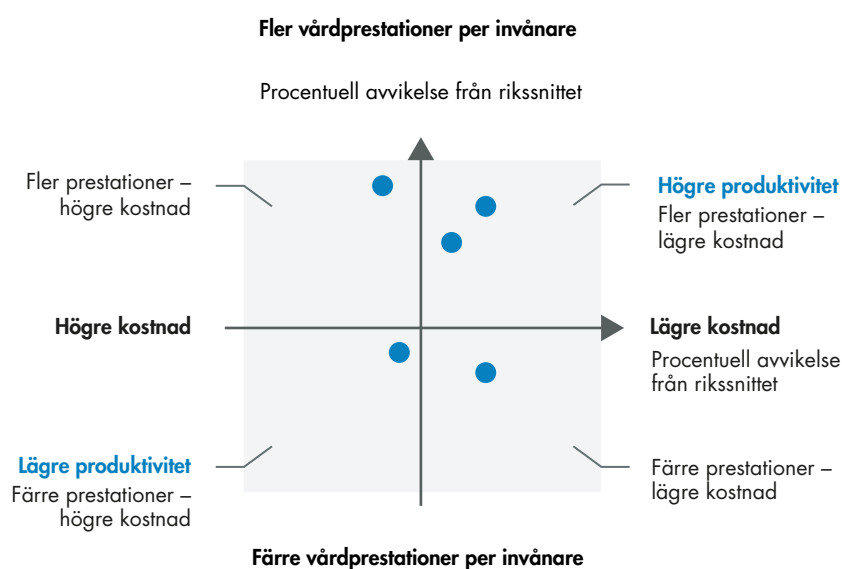 Fler vårdprestationer per invånare
Procentuell avvikelse från rikssnittet
Fler prestationer –
högre kostnad
Högre produktivitet
Fler prestationer –
lägre kostnad
Högre kostnad
Lägre kostnad
Procentuell avvikelse
från rikssnittet
Lägre produktivitet
Färre prestationer –
högre kostnad
Färre prestationer –
lägre kostnad
Färre vårdprestationer per invånare